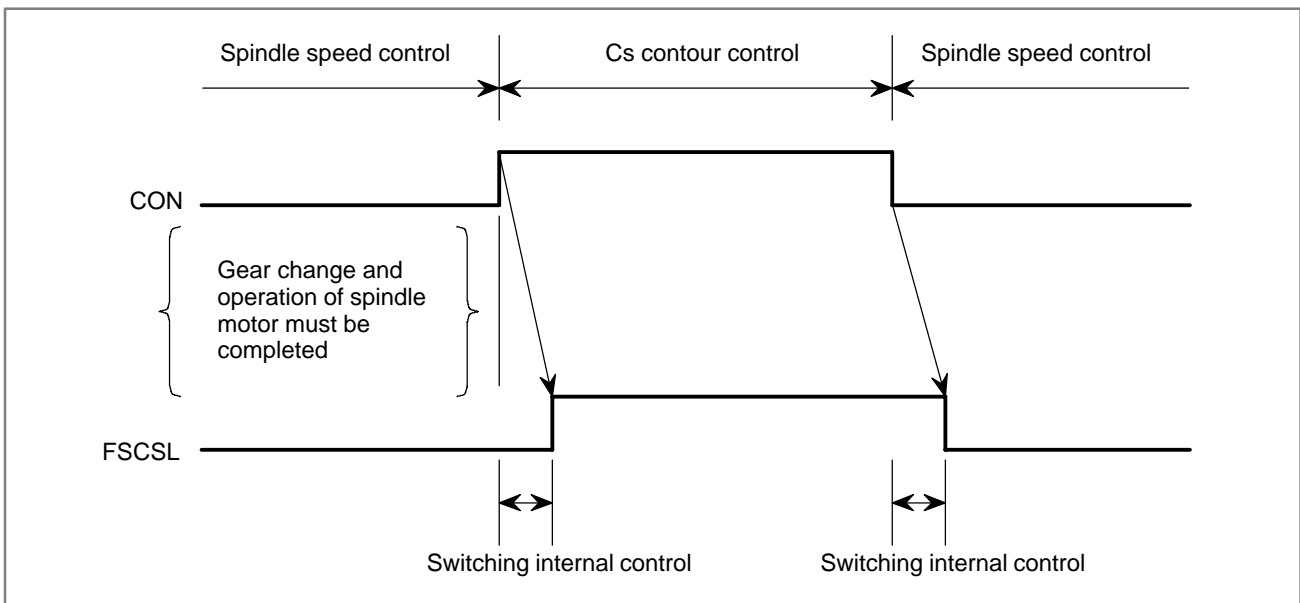 Spindle speed control
Cs contour control
Spindle speed control
CON
Gear change and
operation of spindle
motor must be
completed
FSCSL
Switching internal control
Switching internal control